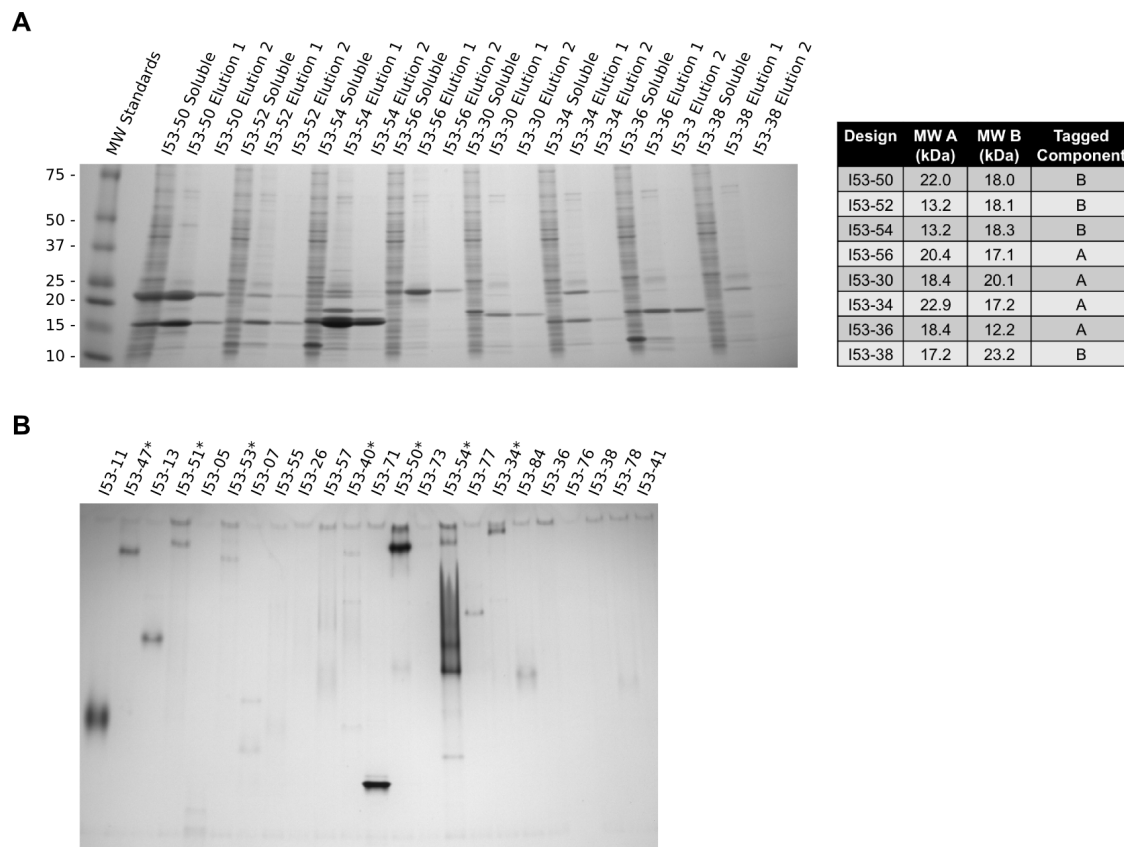 A
MW Standards
I53-50 Soluble
I53-50 Elution 1
I53-50 Elution 2
I53-52 Soluble
I53-52 Elution 1
I53-52 Elution 2
I53-54 Soluble
I53-54 Elution 1
I53-54 Elution 2
I53-56 Soluble
I53-56 Elution 1
I53-56 Elution 2
I53-30 Soluble
I53-30 Elution 1
I53-30 Elution 2
I53-34 Soluble
I53-34 Elution 1
I53-34 Elution 2
I53-36 Soluble
I53-36 Elution 1
I53-3 Elution 2
I53-38 Soluble
I53-38 Elution 1
I53-38 Elution 2
75 -
50 -
37 -
25 -
20 -
15 -
10 -
Design MW A (kDa) MW B (kDa) Tagged Component
I53-50 22.0 18.0 B
I53-52 13.2 18.1 B
I53-54 13.2 18.3 B
I53-56 20.4 17.1 A
I53-30 18.4 20.1 A
I53-34 22.9 17.2 A
I53-36 18.4 12.2 A
I53-38 17.2 23.2 B
B
I53-11
I53-47*
I53-13
I53-51*
I53-05
I53-53*
I53-07
I53-55
I53-26
I53-57
I53-40*
I53-71
I53-50*
I53-73
I53-54*
I53-77
I53-34*
I53-84
I53-36
I53-76
I53-38
I53-78
I53-41